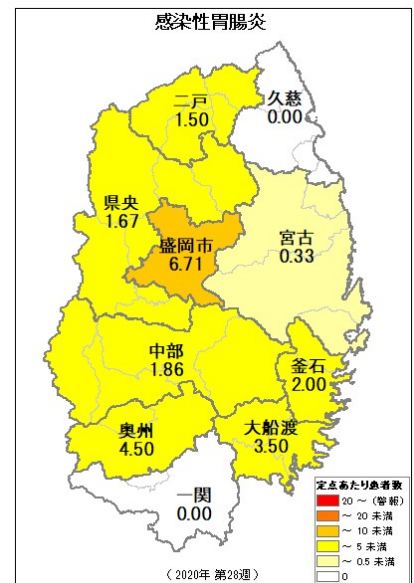 感染性胃腸炎
二戸
1.50
久慈
0.00
県央
1.67
盛岡市
6.71
宮古
0.33
中部
1.86
釜石
2.00
奥州
4.50
大船渡
3.50
一関
0.00
定点あたり患者数
20 ～ (警報)
～ 20 未満
～ 10 未満
～ 5 未満
～ 0.5 未満
0
（2020年 第28週）